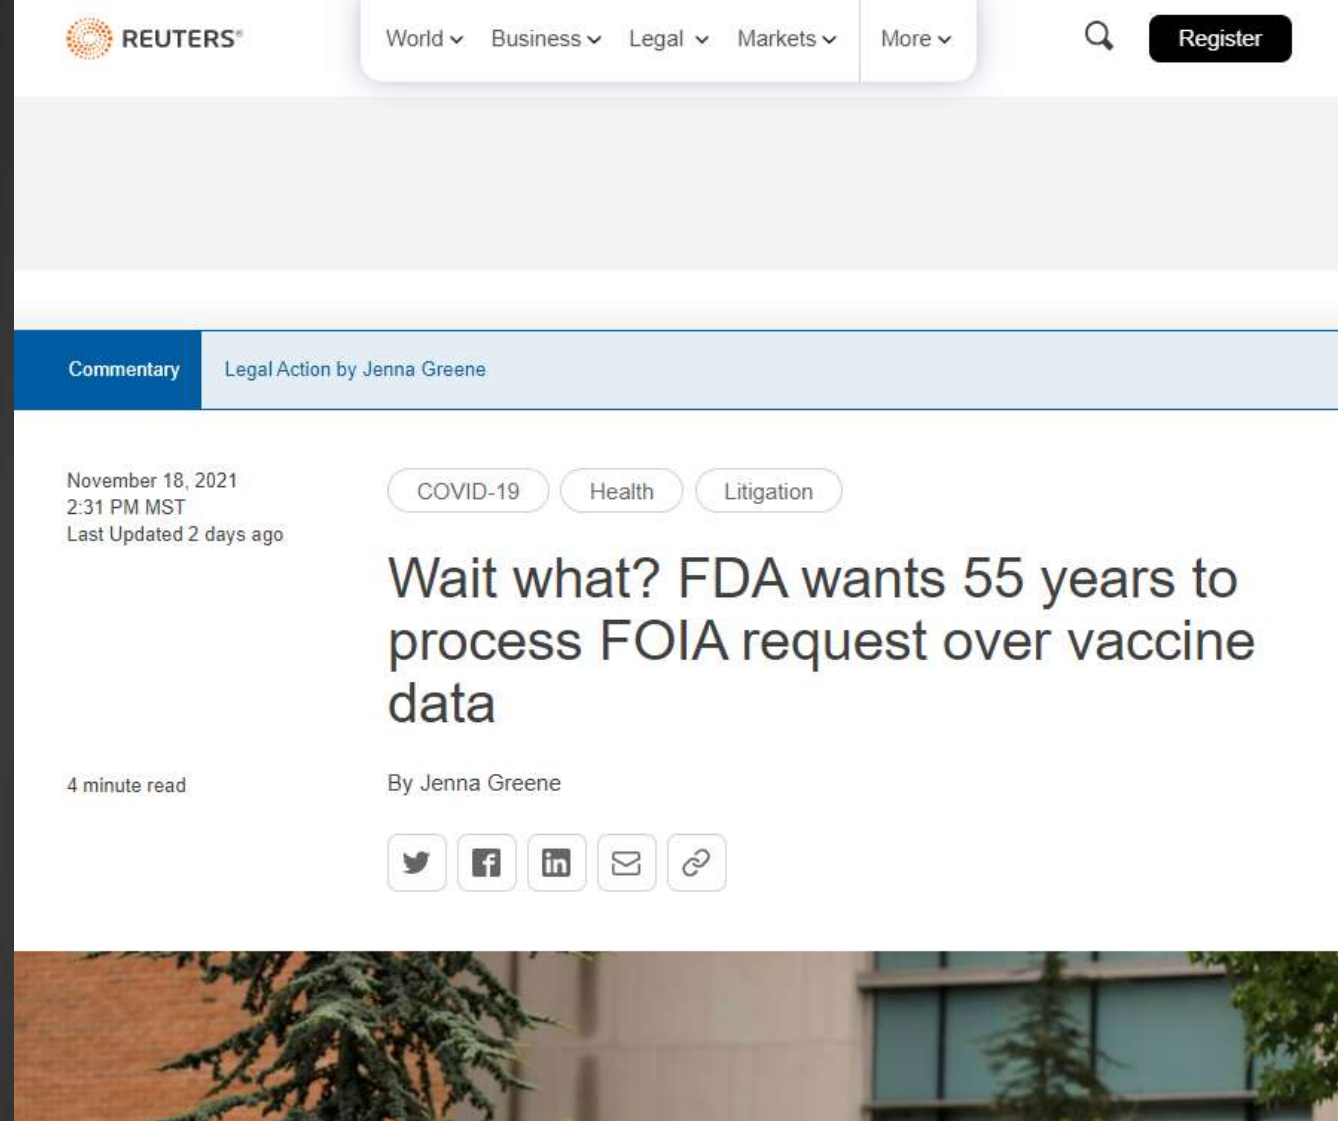 REUTERS®
World Business Legal Markets More
Register
Commentary
Legal Action by Jenna Greene
November 18, 2021
2:31 PM MST
Last Updated 2 days ago
COVID-19 Health Litigation
Wait what? FDA wants 55 years to
process FOIA request over vaccine
data
4 minute read
By Jenna Greene